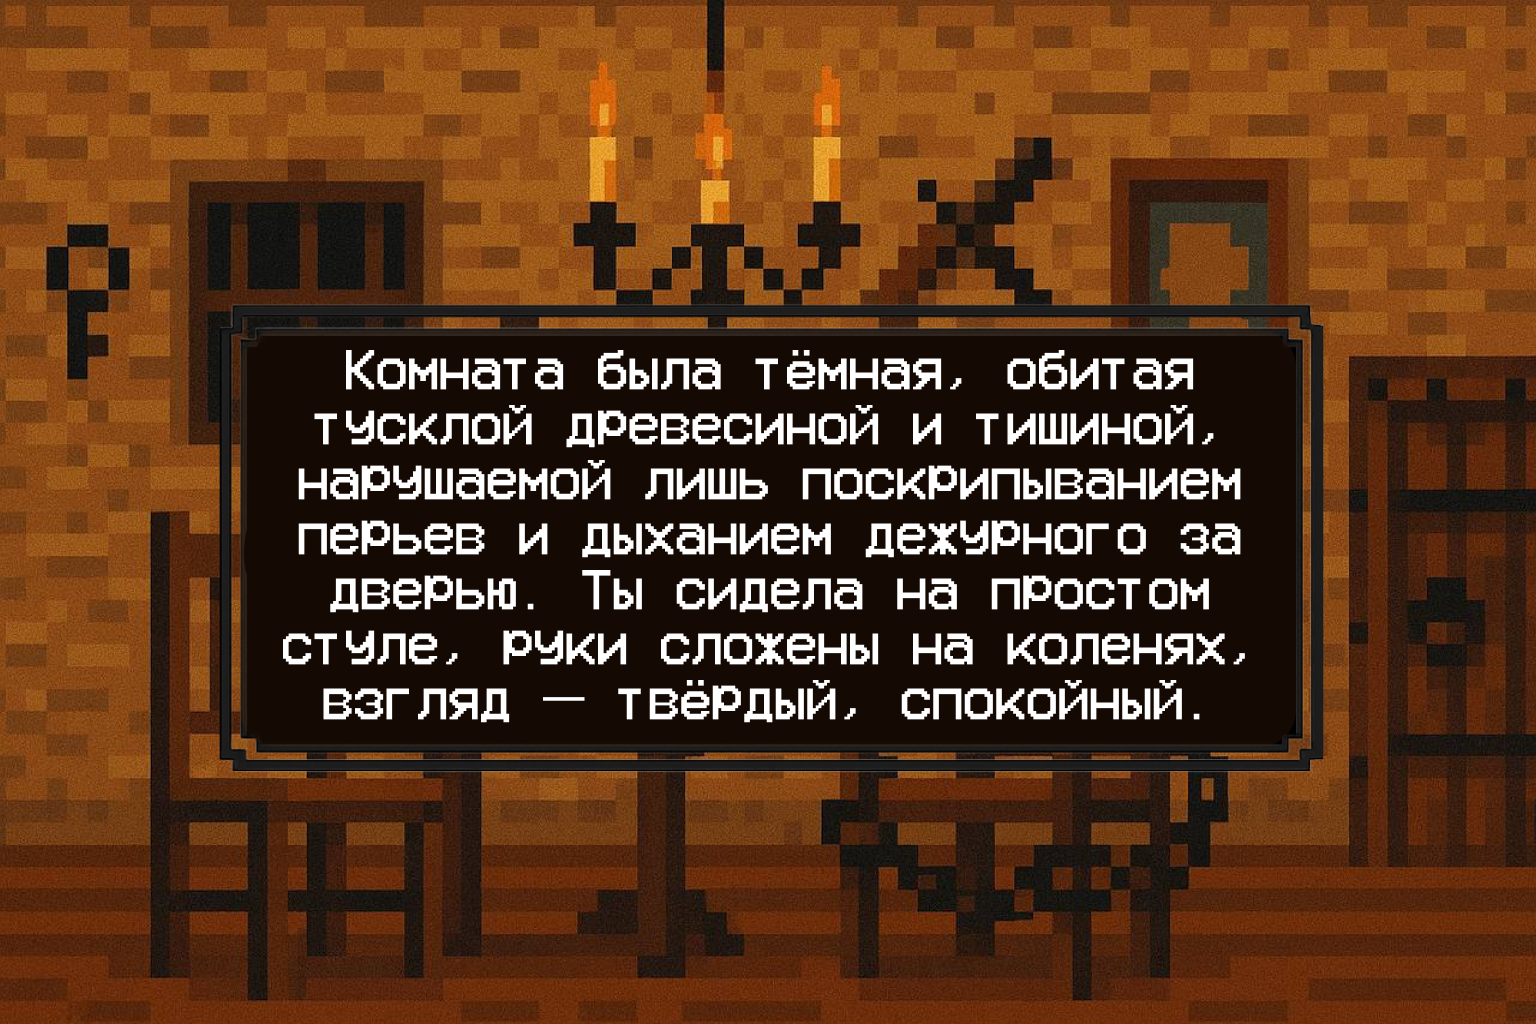 Комната была тёмная, обитая
тусклой древесиной и тишиной,
нарушаемой лишь поскрипыванием
перьев и дыханием дежурного за
дверью. Ты сидела на простом
стуле, руки сложены на коленях,
взгляд — твёрдый, спокойный.